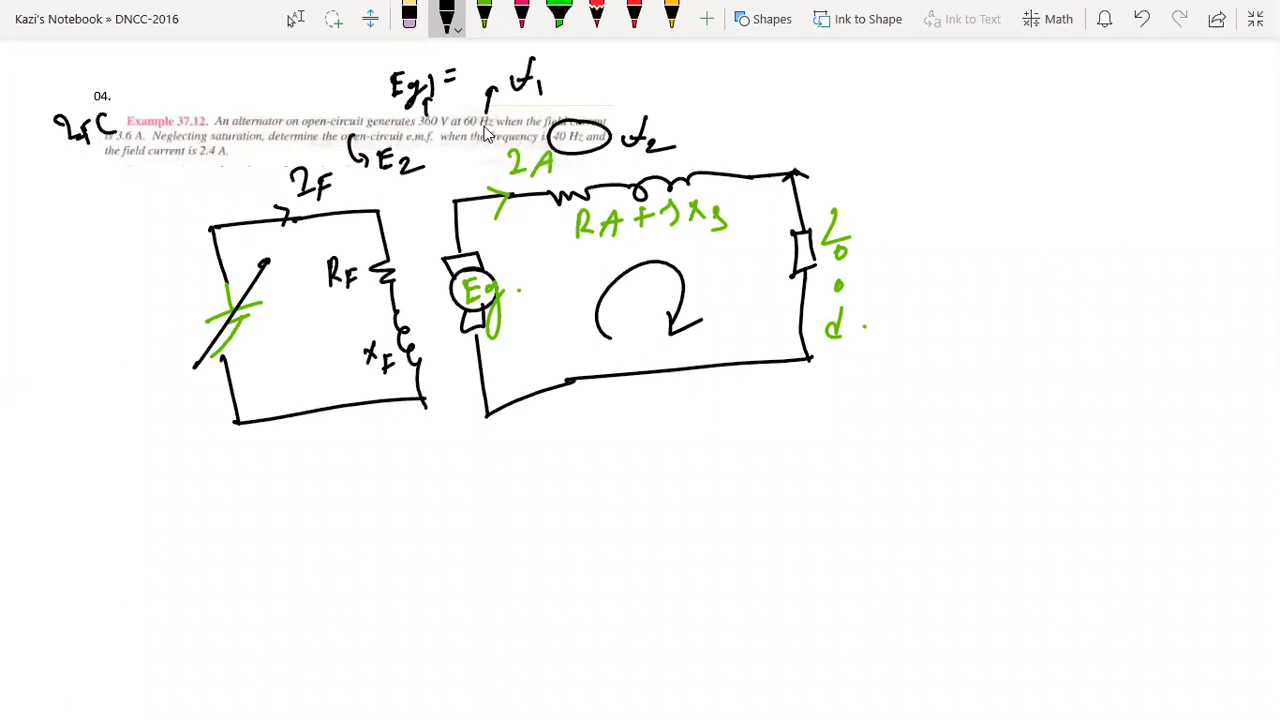 Kazi's Notebook » DNCC-2016
Shapes
Ink to Shape
Ink to Text
Math
Eg1 =
f1
04.
Example 37.12. An alternator on open-circuit generates 360 V at 60 Hz when the field current
is 3.6 A. Neglecting saturation, determine the open-circuit e.m.f. when the frequency is 40 Hz and
the field current is 2.4 A.
f2
E2
IF
IA
RA + jXs
RF
XF
Eg.
Load.